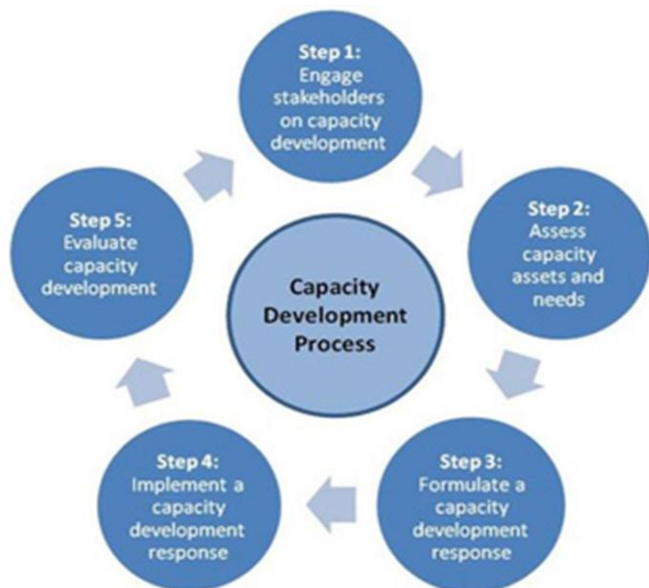 Step 1:
Engage
stakeholders
on capacity
development
Step 2:
Assess
capacity
assets and
needs
Step 3:
Formulate a
capacity
development
response
Step 4:
Implement a
capacity
development
response
Step 5:
Evaluate
capacity
development
Capacity
Development
Process